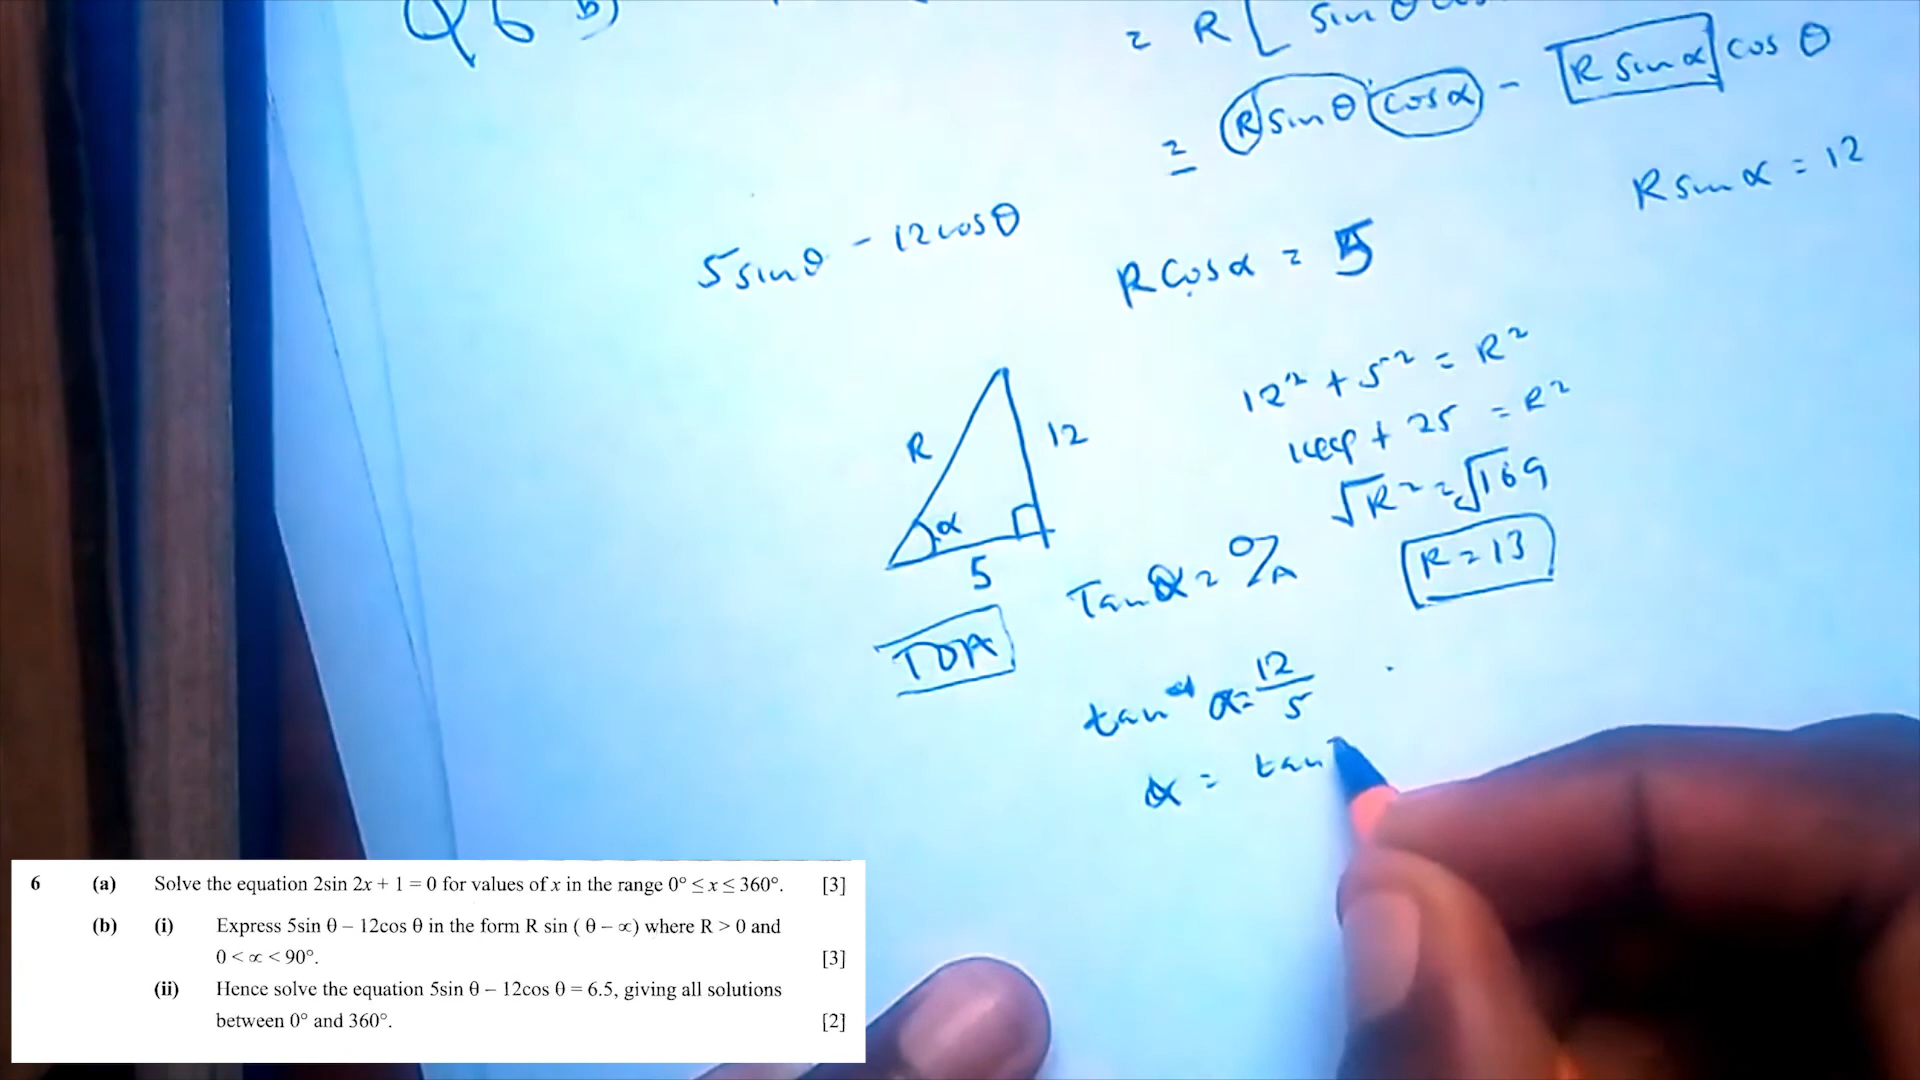 Q6 b)
= R [ sin θ
= R sin θ cos α - R sin α cos θ
R sin α = 12
5 sin θ - 12 cos θ
R cos α = 5
R
12
α
5
12² + 5² = R²
144 + 25 = R²
√R² = √169
R = 13
Tan α = O/A
TOA
tan α = 12/5
α = tan
6 (a) Solve the equation 2sin 2x + 1 = 0 for values of x in the range 0° ≤ x ≤ 360°. [3]
(b) (i) Express 5sin θ – 12cos θ in the form R sin ( θ – ∝) where R > 0 and
0 < ∝ < 90°. [3]
(ii) Hence solve the equation 5sin θ – 12cos θ = 6.5, giving all solutions
between 0° and 360°. [2]